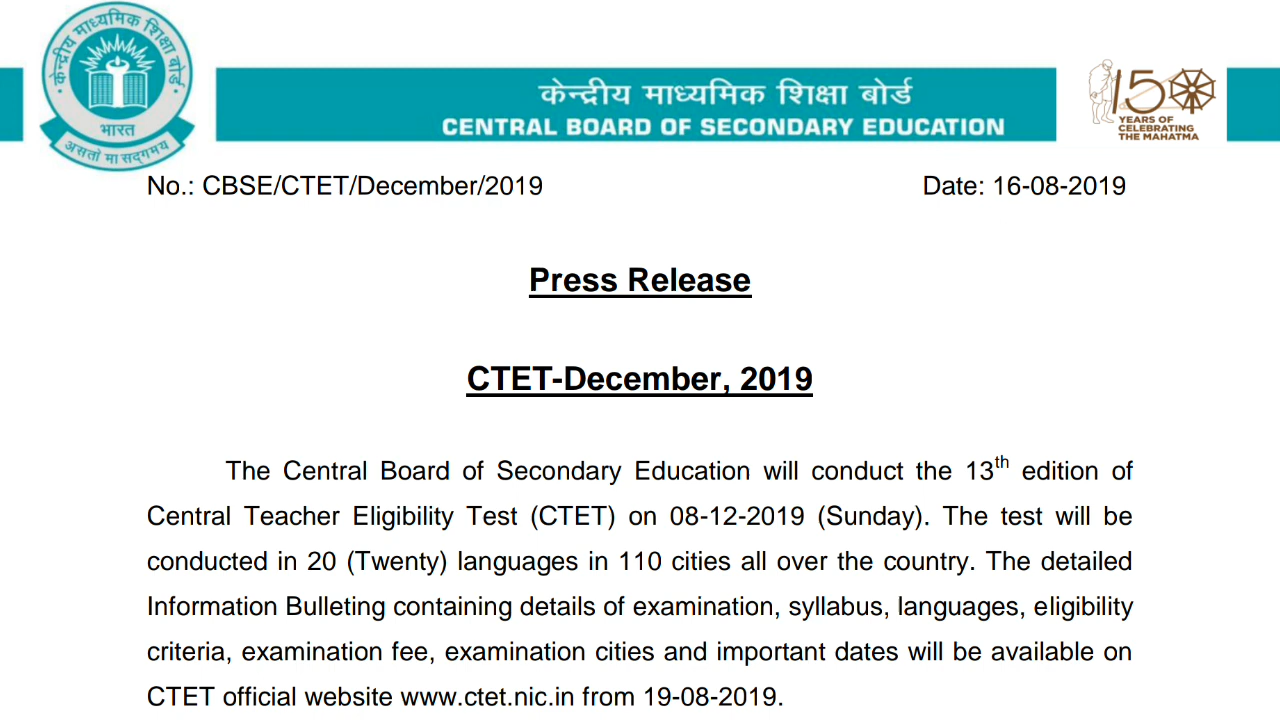 केन्द्रीय माध्यमिक शिक्षा बोर्ड
भारत
असतो मा सद्गमय
केन्द्रीय माध्यमिक शिक्षा बोर्ड
CENTRAL BOARD OF SECONDARY EDUCATION
150
YEARS OF
CELEBRATING
THE MAHATMA
No.: CBSE/CTET/December/2019 Date: 16-08-2019
Press Release
CTET-December, 2019
The Central Board of Secondary Education will conduct the 13th edition of
Central Teacher Eligibility Test (CTET) on 08-12-2019 (Sunday). The test will be
conducted in 20 (Twenty) languages in 110 cities all over the country. The detailed
Information Bulleting containing details of examination, syllabus, languages, eligibility
criteria, examination fee, examination cities and important dates will be available on
CTET official website www.ctet.nic.in from 19-08-2019.